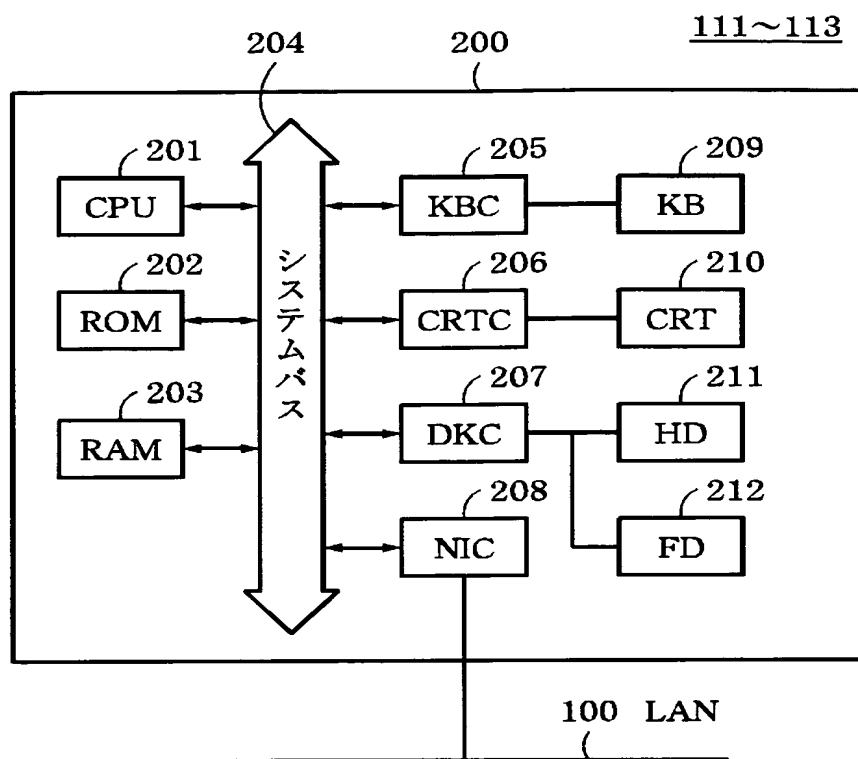 111～113
204
200
201
CPU
205
KBC
209
KB
202
ROM
システムバス
206
CRTC
210
CRT
203
RAM
207
DKC
211
HD
208
NIC
212
FD
100 LAN